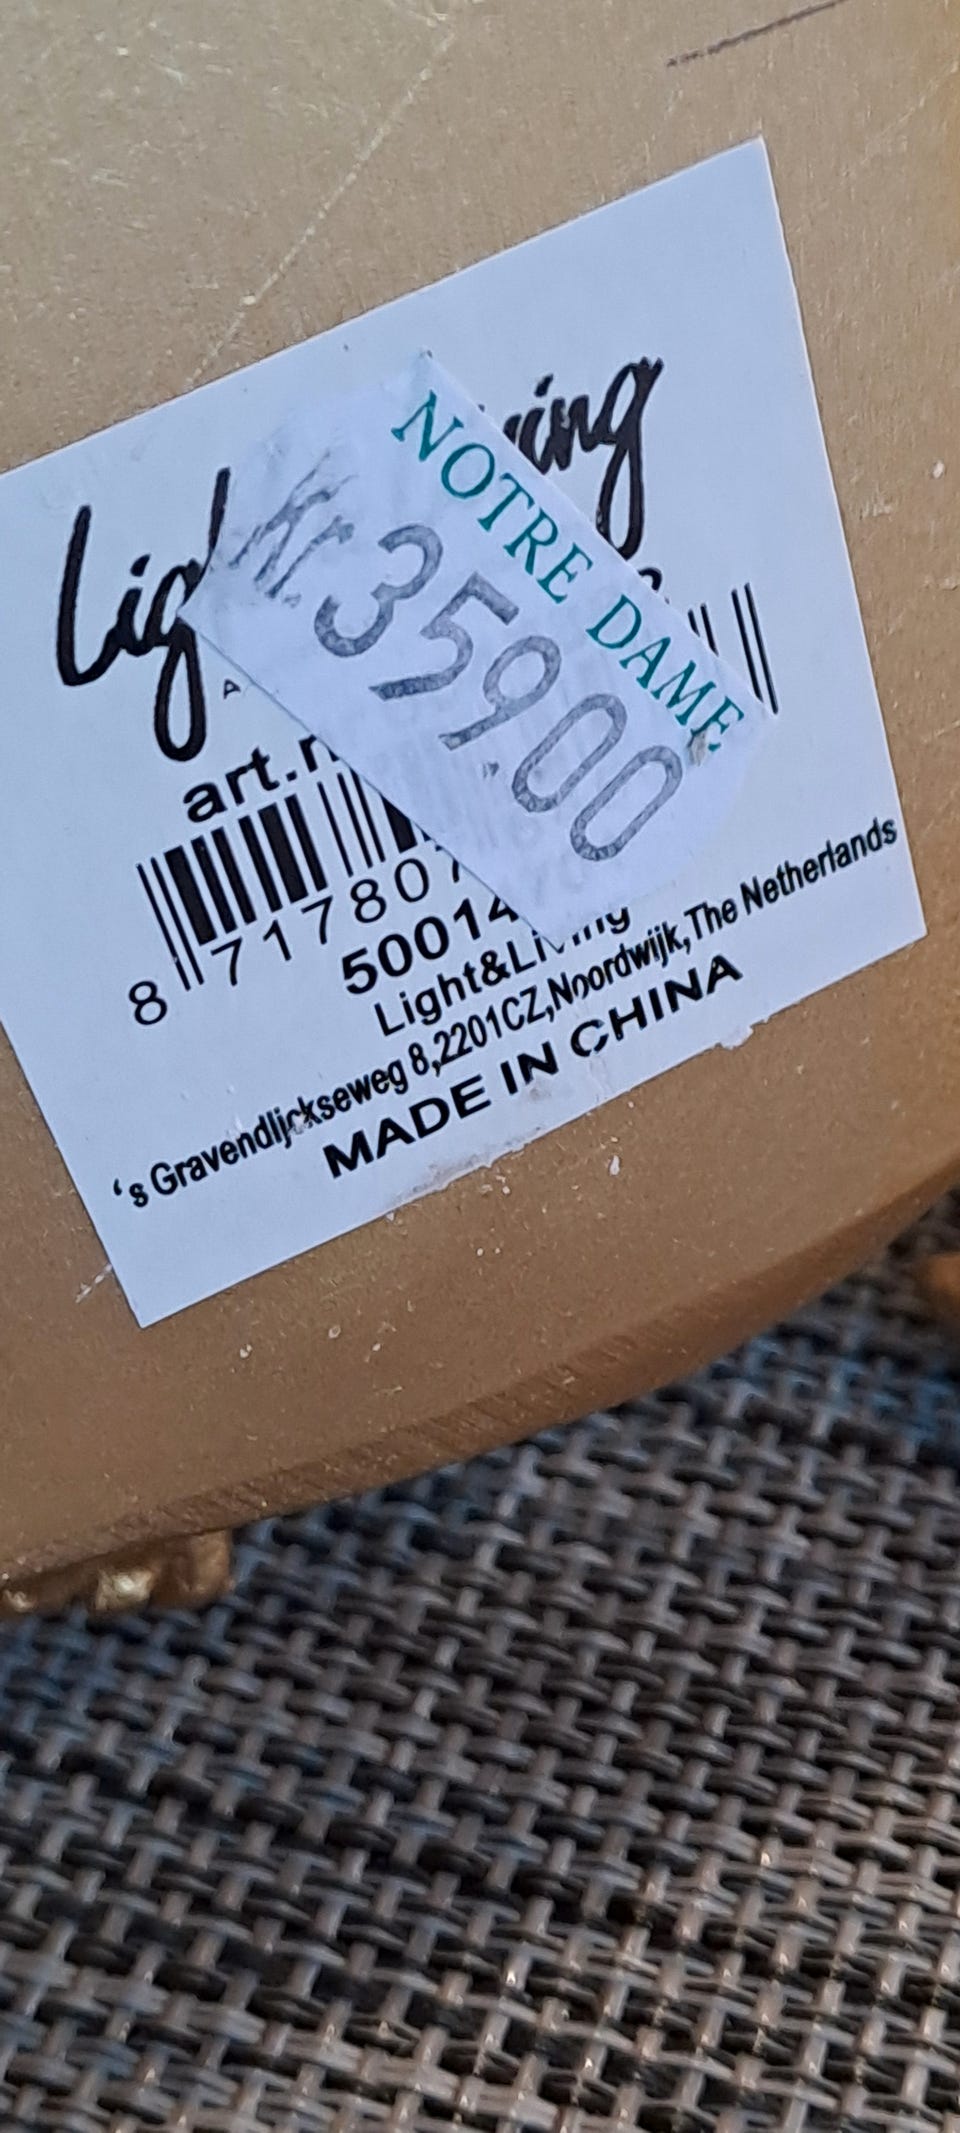 NOTRE DAME
Kr. 359,00
art.n
8 717807
50014
Light&Living
‘s Gravendljckseweg 8,2201CZ,Noordwijk,The Netherlands
MADE IN CHINA